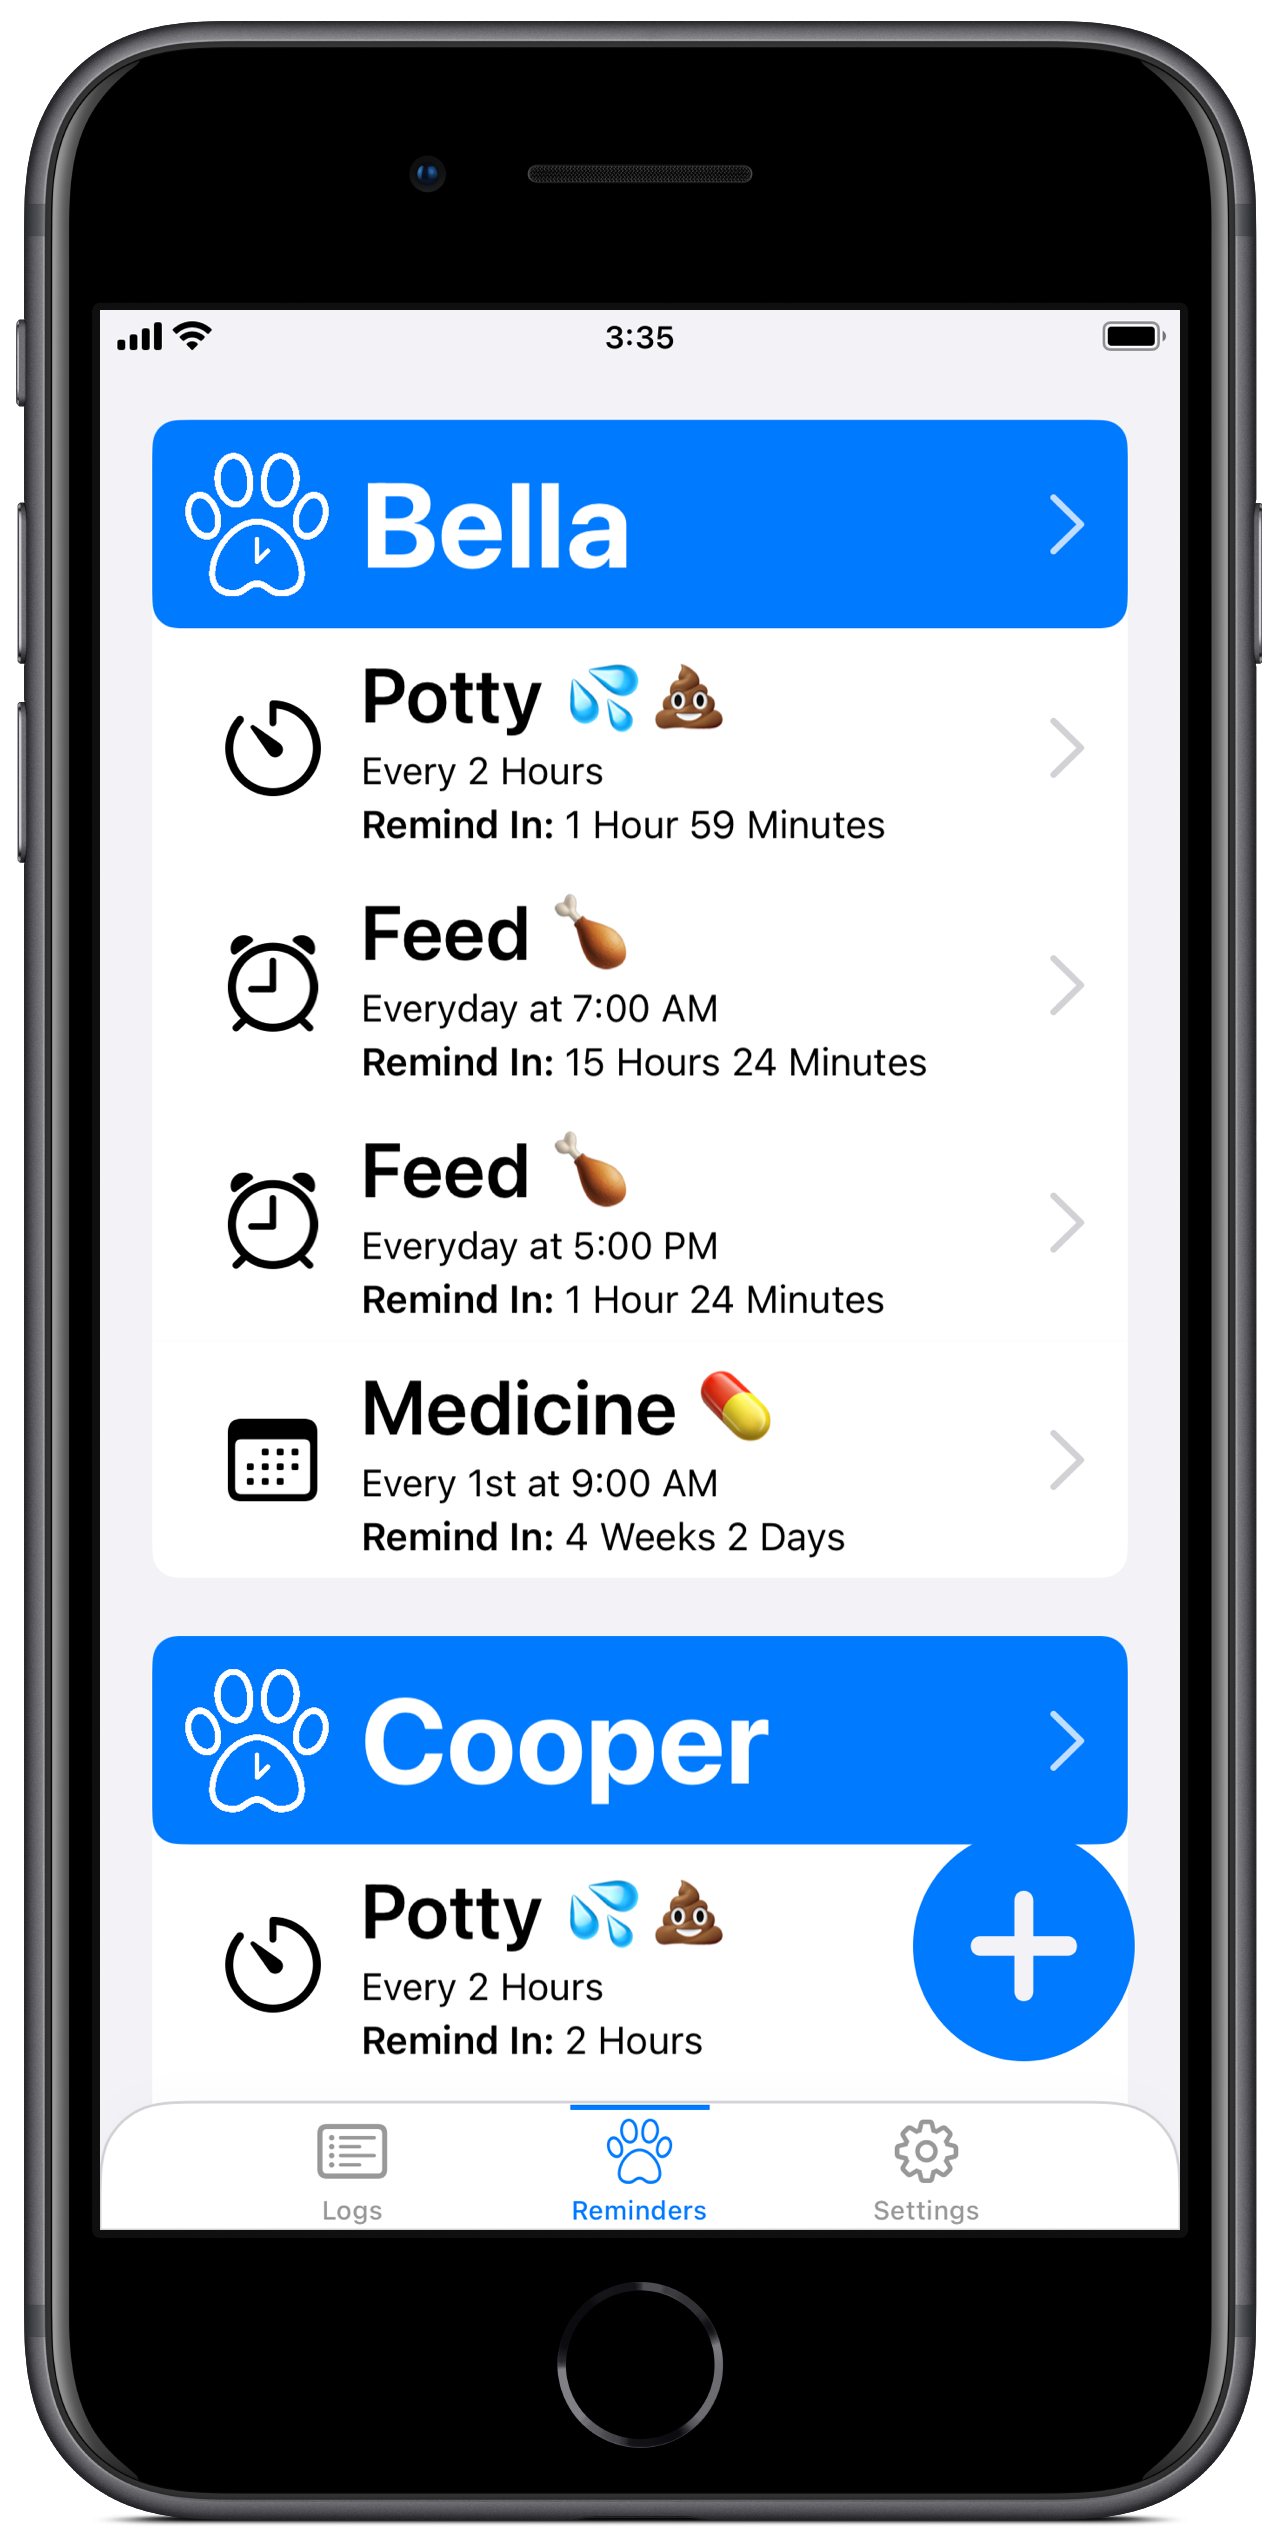 3:35
Bella
Potty 💦 💩
Every 2 Hours
Remind In: 1 Hour 59 Minutes
Feed 🍗
Everyday at 7:00 AM
Remind In: 15 Hours 24 Minutes
Feed 🍗
Everyday at 5:00 PM
Remind In: 1 Hour 24 Minutes
Medicine 💊
Every 1st at 9:00 AM
Remind In: 4 Weeks 2 Days
Cooper
Potty 💦 💩
Every 2 Hours
Remind In: 2 Hours
Logs
Reminders
Settings